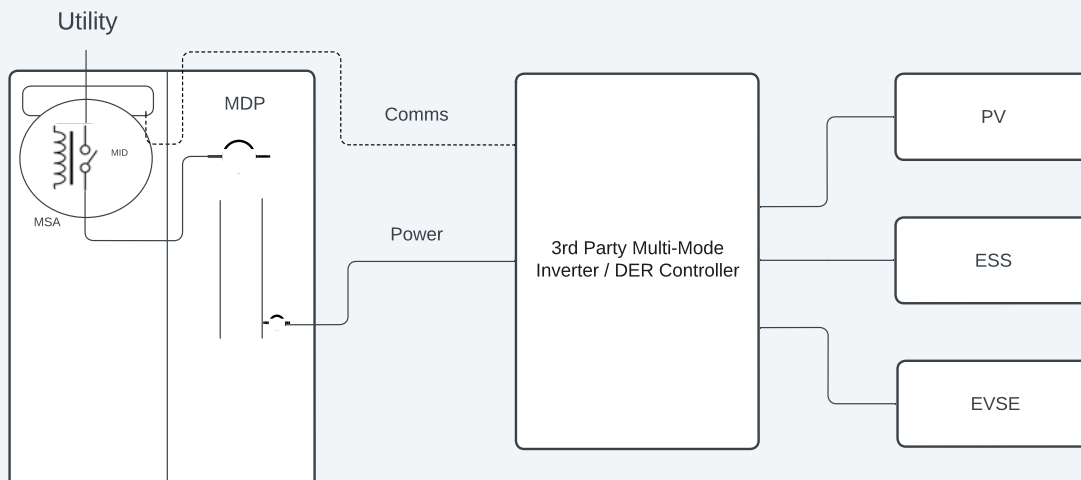 Utility
MDP
MID
MSA
Comms
Power
3rd Party Multi-Mode
Inverter / DER Controller
PV
ESS
EVSE